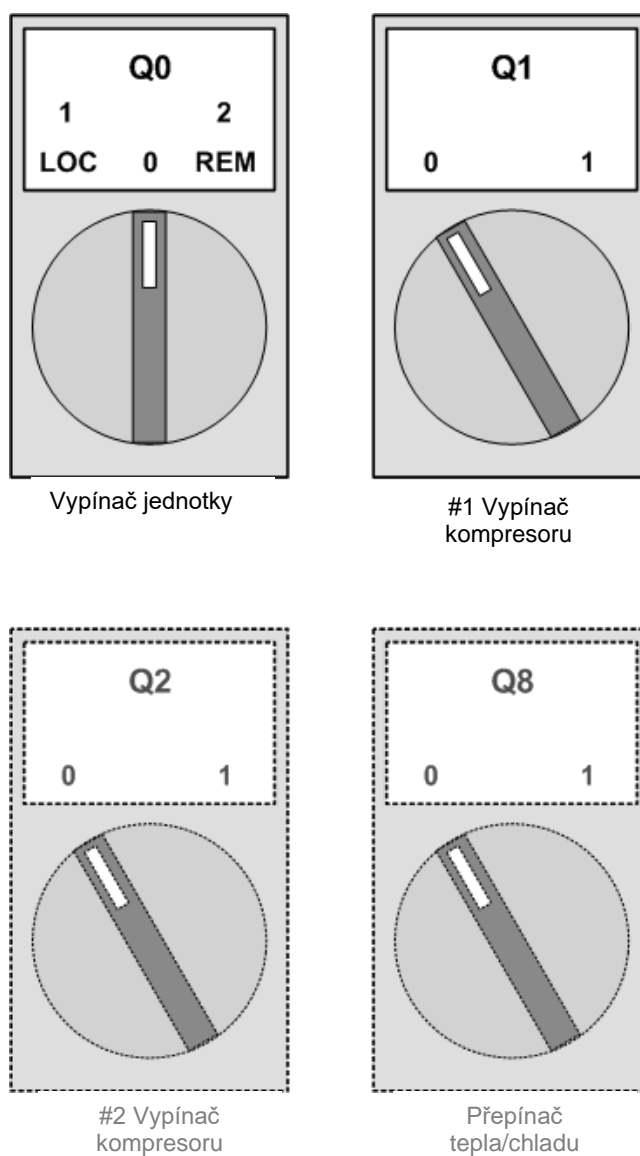 Q0
1 2
LOC 0 REM
Vypínač jednotky
Q1
0 1
#1 Vypínač
kompresoru
Q2
0 1
#2 Vypínač
kompresoru
Q8
0 1
Přepínač
tepla/chladu